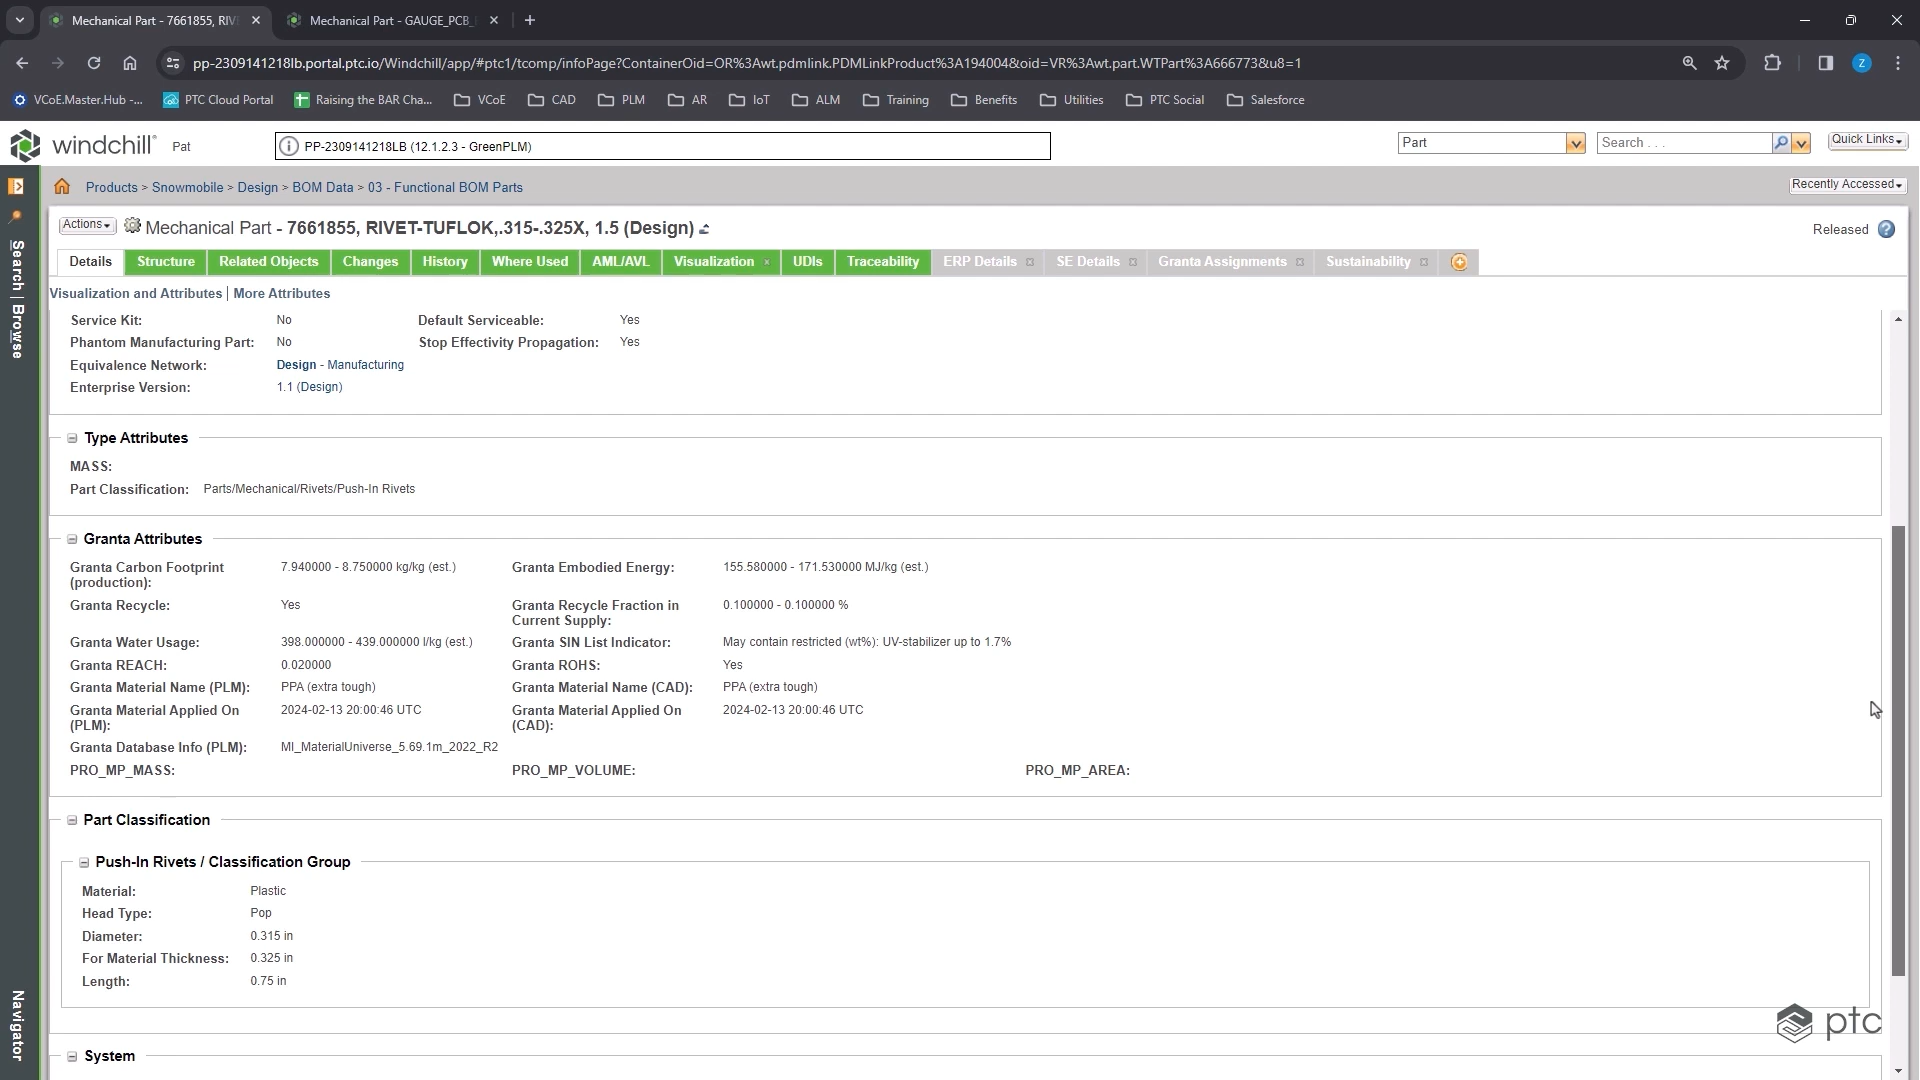 Mechanical Part - 7661855, RIV
Mechanical Part - GAUGE_PCB_
pp-2309141218lb.portal.ptc.io/Windchill/app/#ptc1/tcomp/infoPage?ContainerOid=OR%3Awt.pdmlink.PDMLinkProduct%3A194004&oid=VR%3Awt.part.WTPart%3A666773&u8=1
Z
VCoE.Master.Hub -... PTC Cloud Portal Raising the BAR Cha... VCoE CAD PLM AR IoT ALM Training Benefits Utilities PTC Social Salesforce
windchill® Pat PP-2309141218LB (12.1.2.3 - GreenPLM) Part Search . . . Quick Links
Products > Snowmobile > Design > BOM Data > 03 - Functional BOM Parts Recently Accessed
Actions Mechanical Part - 7661855, RIVET-TUFLOK,.315-.325X, 1.5 (Design) Released
Details Structure Related Objects Changes History Where Used AML/AVL Visualization UDIs Traceability ERP Details SE Details Granta Assignments Sustainability
Search | Browse
Visualization and Attributes | More Attributes
Service Kit: No Default Serviceable: Yes
Phantom Manufacturing Part: No Stop Effectivity Propagation: Yes
Equivalence Network: Design - Manufacturing
Enterprise Version: 1.1 (Design)
Type Attributes
MASS:
Part Classification: Parts/Mechanical/Rivets/Push-In Rivets
Granta Attributes
Granta Carbon Footprint (production): 7.940000 - 8.750000 kg/kg (est.) Granta Embodied Energy: 155.580000 - 171.530000 MJ/kg (est.)
Granta Recycle: Yes Granta Recycle Fraction in Current Supply: 0.100000 - 0.100000 %
Granta Water Usage: 398.000000 - 439.000000 l/kg (est.) Granta SIN List Indicator: May contain restricted (wt%): UV-stabilizer up to 1.7%
Granta REACH: 0.020000 Granta ROHS: Yes
Granta Material Name (PLM): PPA (extra tough) Granta Material Name (CAD): PPA (extra tough)
Granta Material Applied On (PLM): 2024-02-13 20:00:46 UTC Granta Material Applied On (CAD): 2024-02-13 20:00:46 UTC
Granta Database Info (PLM): MI_MaterialUniverse_5.69.1m_2022_R2
PRO_MP_MASS: PRO_MP_VOLUME: PRO_MP_AREA:
Part Classification
Push-In Rivets / Classification Group
Material: Plastic
Head Type: Pop
Diameter: 0.315 in
For Material Thickness: 0.325 in
Length: 0.75 in
Navigator
ptc
System